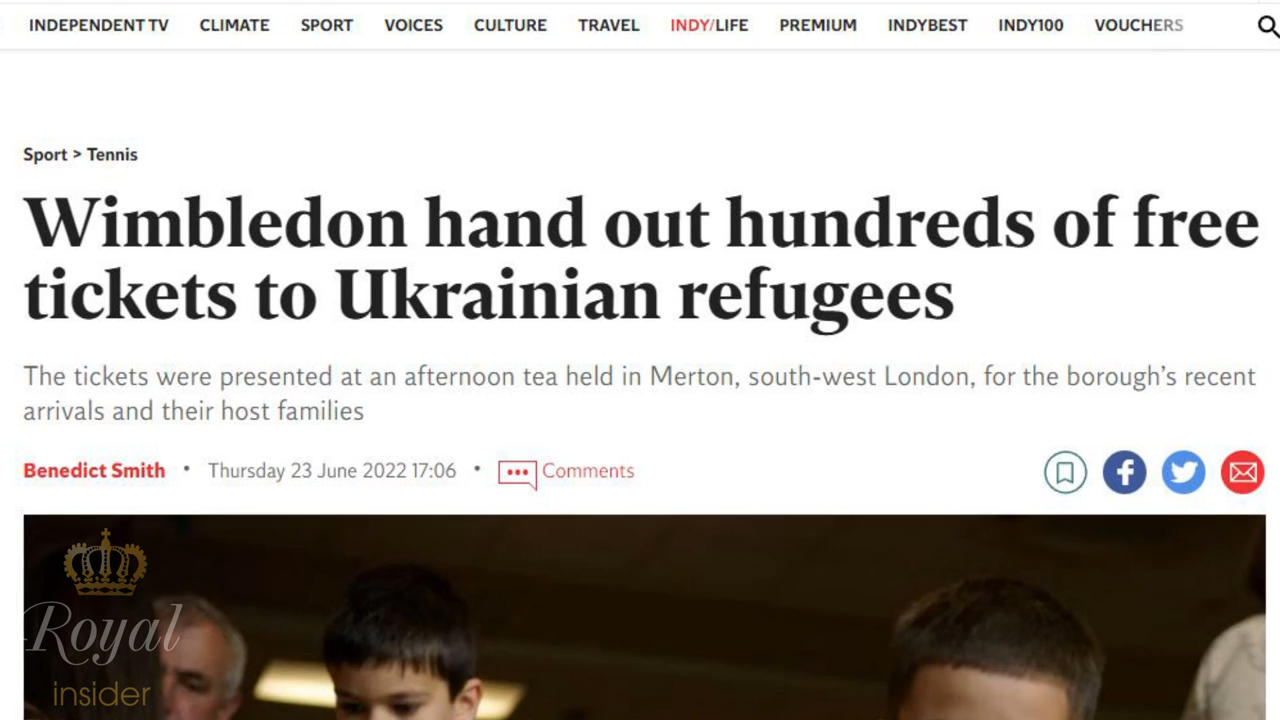 INDEPENDENT TV CLIMATE SPORT VOICES CULTURE TRAVEL INDY/LIFE PREMIUM INDYBEST INDY100 VOUCHERS
Sport > Tennis
Wimbledon hand out hundreds of free
tickets to Ukrainian refugees
The tickets were presented at an afternoon tea held in Merton, south-west London, for the borough's recent
arrivals and their host families
Benedict Smith • Thursday 23 June 2022 17:06 • Comments
Royal
insider